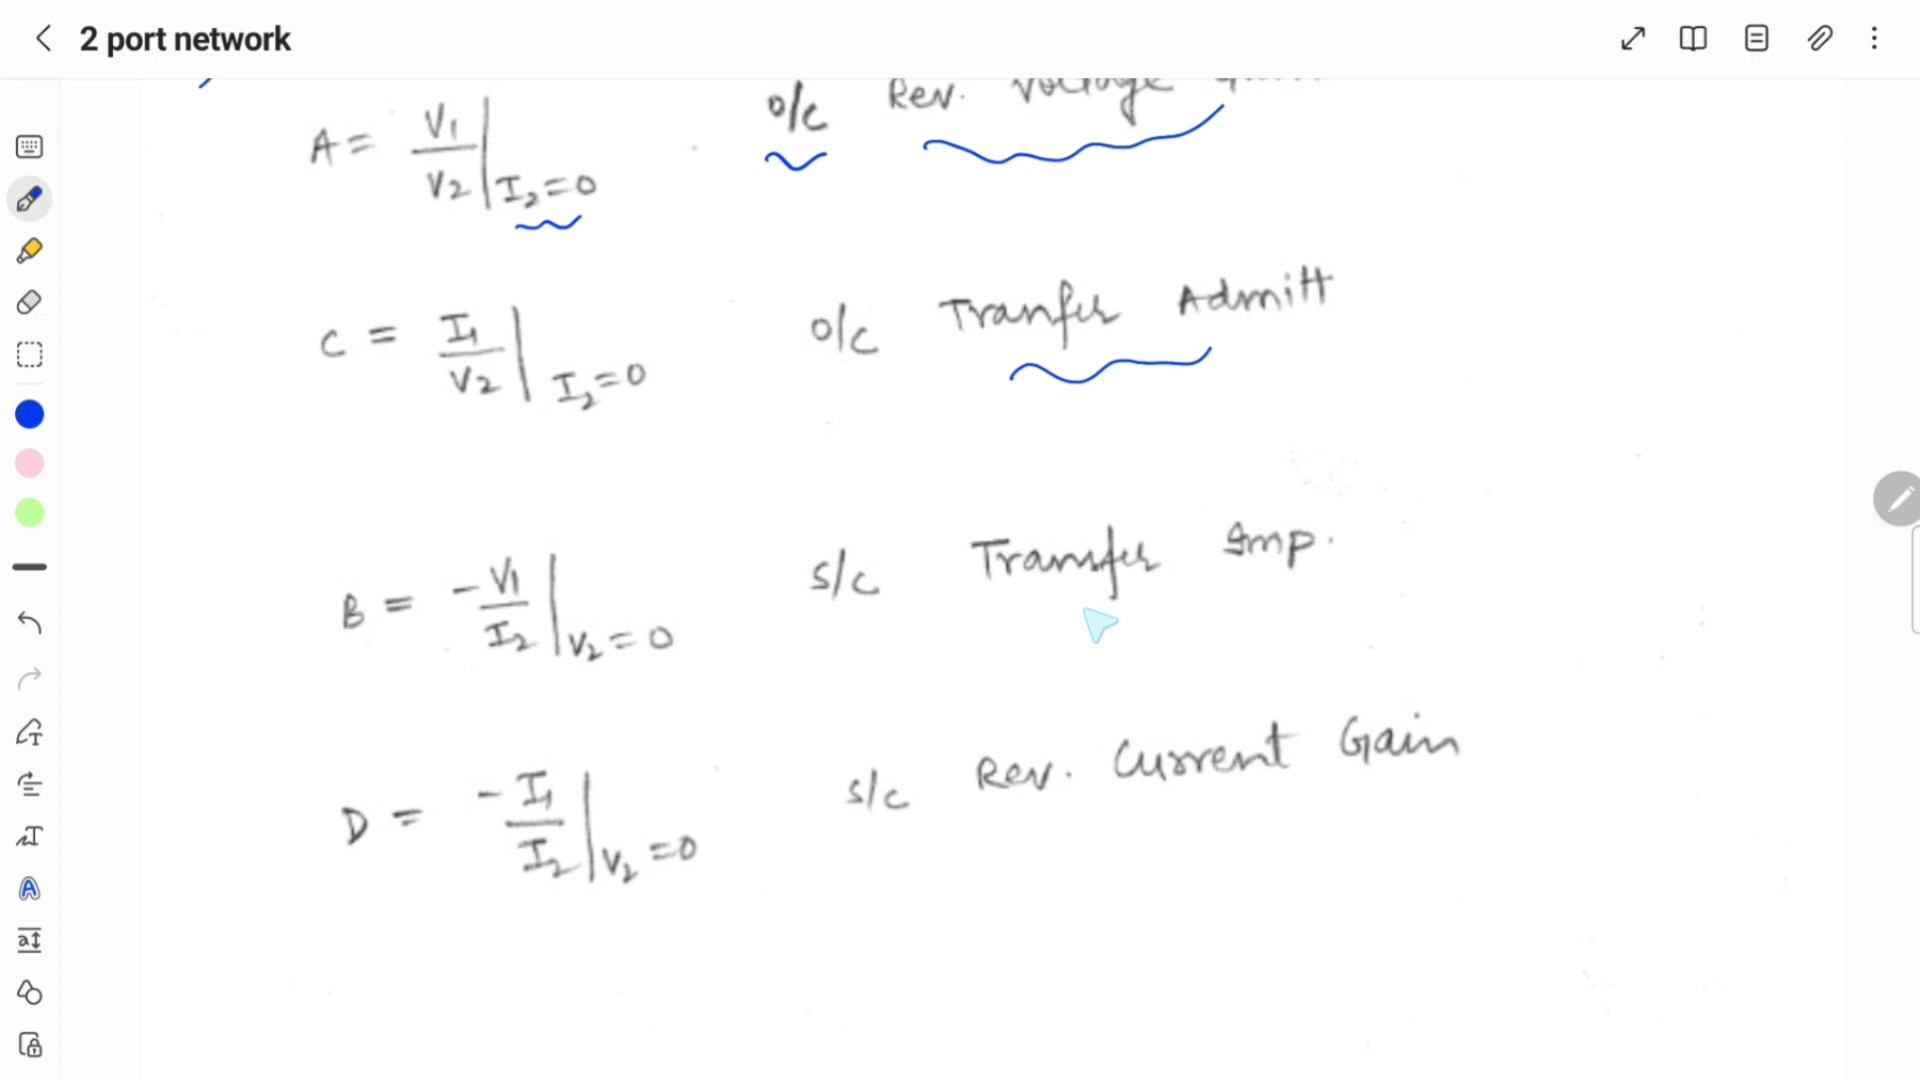 2 port network
A = V1/V2 | I2=0 o/c Rev. Voltage
C = I1/V2 | I2=0 o/c Tranfer Admitt
B = -V1/I2 | V2=0 s/c Transfer Imp.
D = -I1/I2 | V2=0 s/c Rev. Current Gain